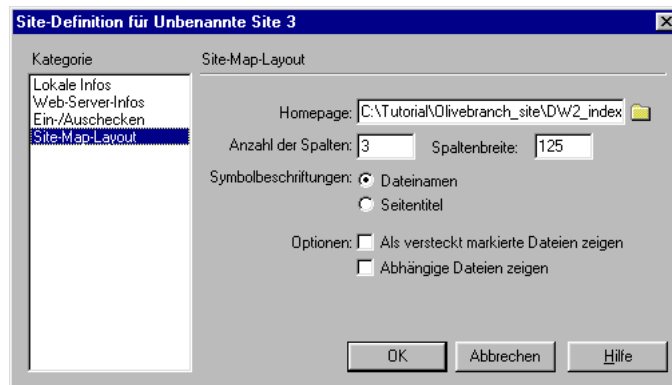 Site-Definition für Unbenannte Site 3
Kategorie
Site-Map-Layout
Lokale Infos
Web-Server-Infos
Ein-/Auschecken
Site-Map-Layout
Homepage: C:\Tutorial\Olivebranch_site\DW2_index
Anzahl der Spalten: 3 Spaltenbreite: 125
Symbolbeschriftungen: Dateinamen
Seitentitel
Optionen: Als versteckt markierte Dateien zeigen
Abhängige Dateien zeigen
OK Abbrechen Hilfe